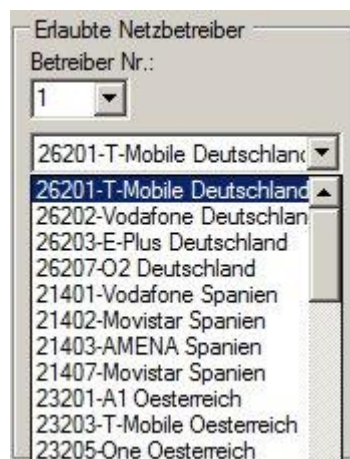 Erlaubte Netzbetreiber
Betreiber Nr.:
1
26201-T-Mobile Deutschlanc
26201-T-Mobile Deutschland
26202-Vodafone Deutschlan
26203-E-Plus Deutschland
26207-O2 Deutschland
21401-Vodafone Spanien
21402-Movistar Spanien
21403-AMENA Spanien
21407-Movistar Spanien
23201-A1 Oesterreich
23203-T-Mobile Oesterreich
23205-One Oesterreich